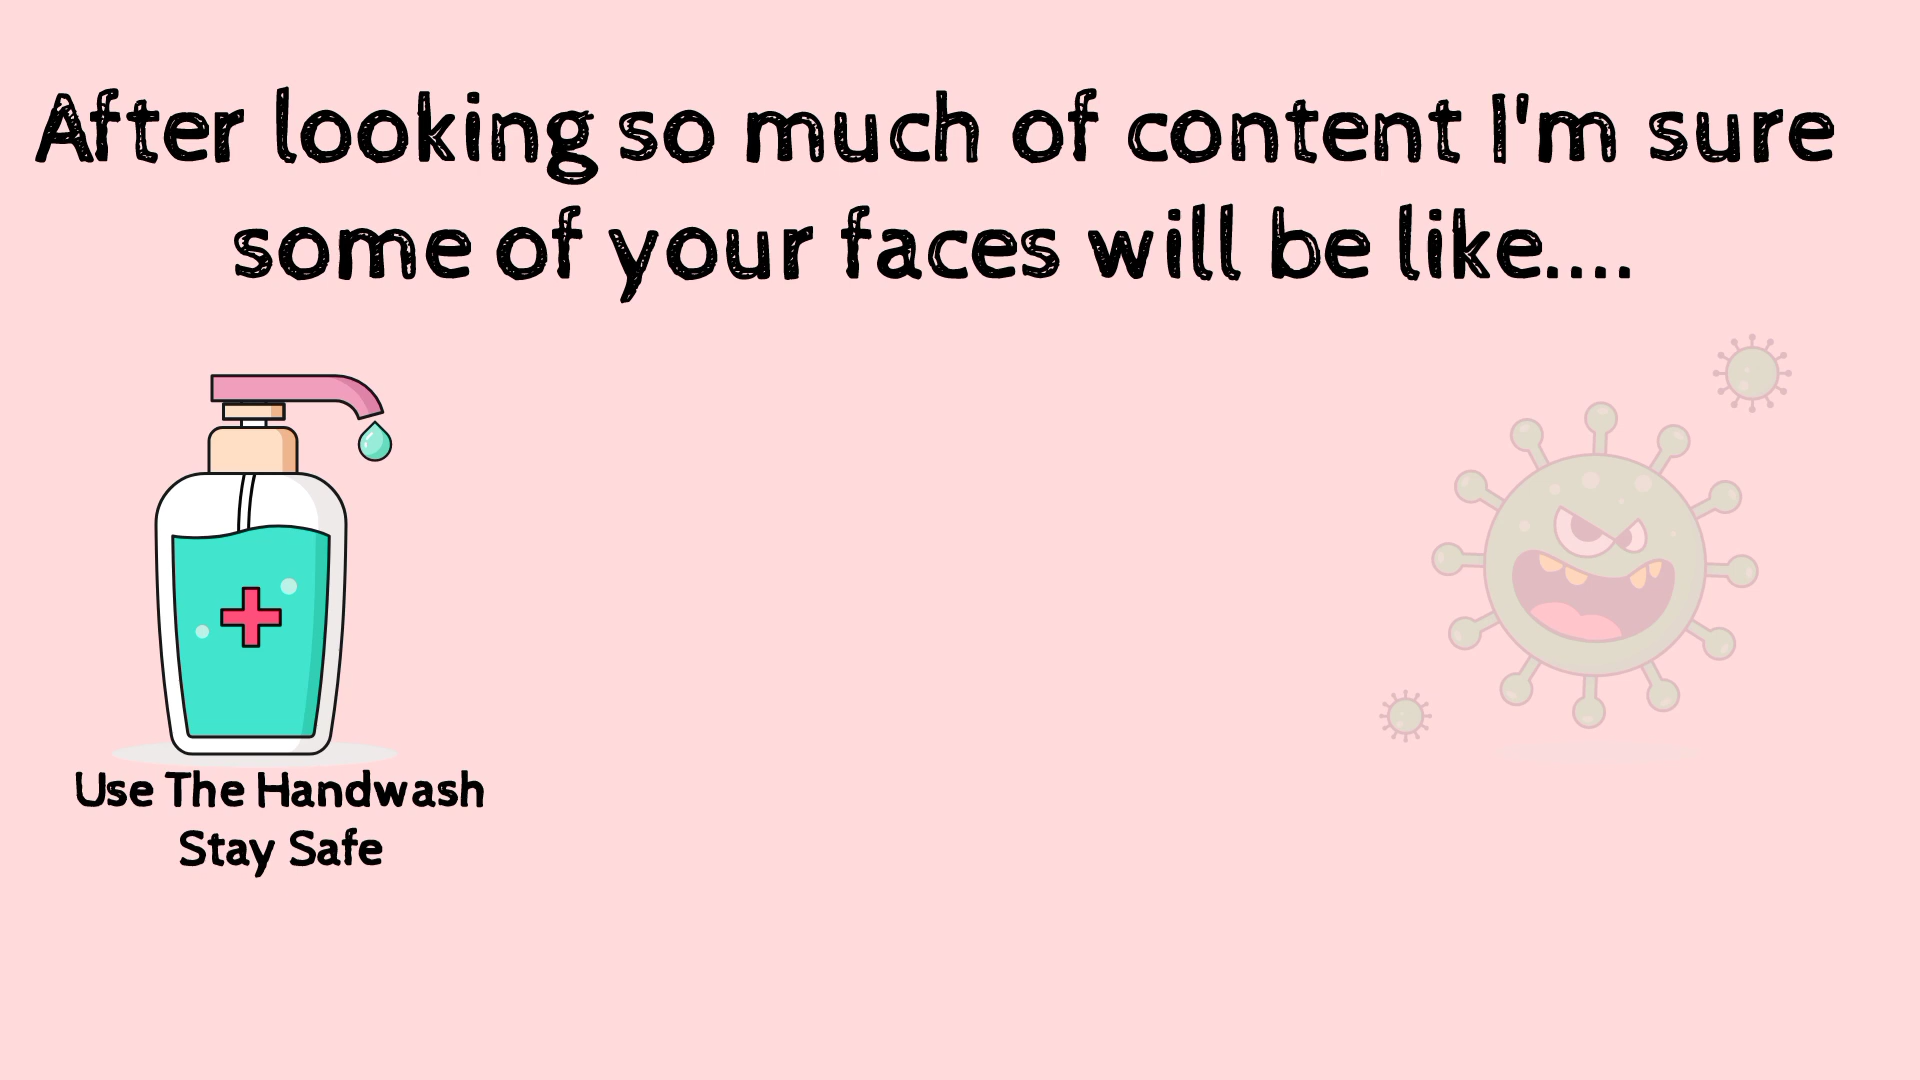 After looking so much of content I'm sure
some of your faces will be like....
Use The Handwash
Stay Safe